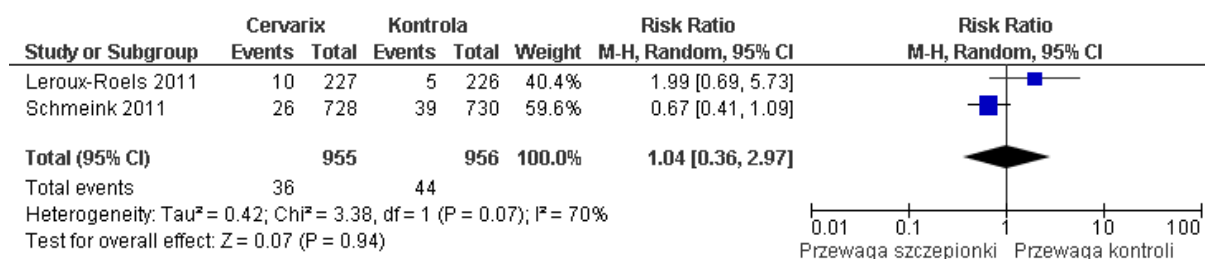 Cervarix Kontrola Risk Ratio Risk Ratio
Study or Subgroup Events Total Events Total Weight M-H, Random, 95% CI M-H, Random, 95% CI
Leroux-Roels 2011 10 227 5 226 40.4% 1.99 [0.69, 5.73]
Schmeink 2011 26 728 39 730 59.6% 0.67 [0.41, 1.09]
Total (95% CI) 955 956 100.0% 1.04 [0.36, 2.97]
Total events 36 44
Heterogeneity: Tau² = 0.42; Chi² = 3.38, df = 1 (P = 0.07); I² = 70%
Test for overall effect: Z = 0.07 (P = 0.94)
0.01 0.1 1 10 100
Przewaga szczepionki Przewaga kontroli